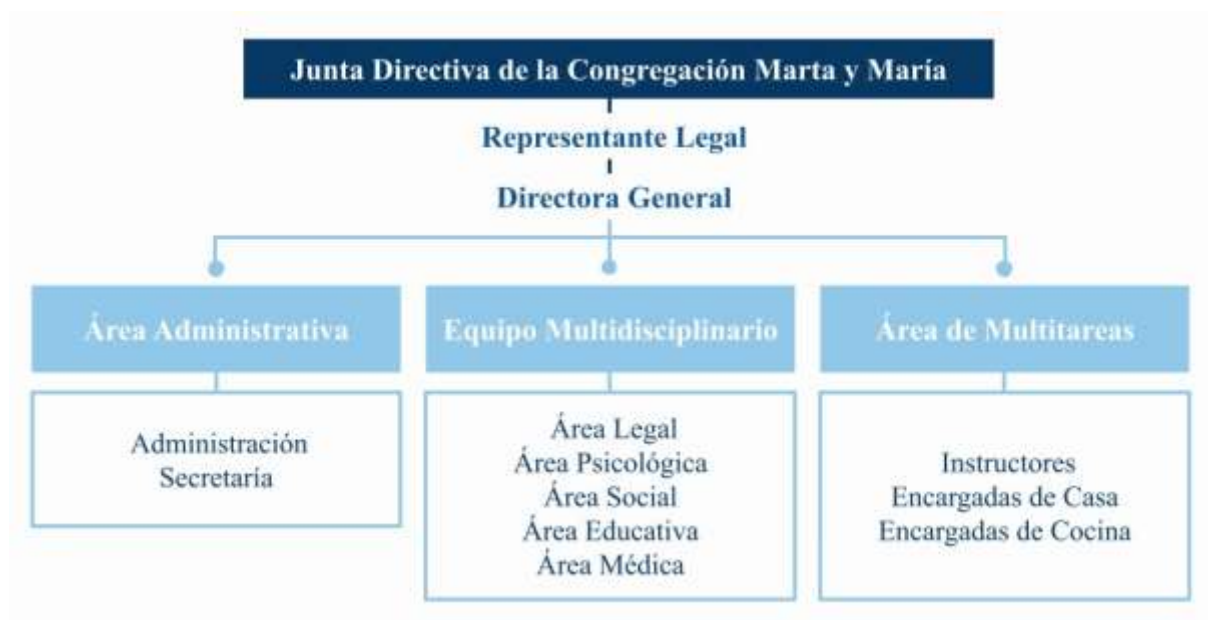 Junta Directiva de la Congregación Marta y María
Representante Legal
Directora General
Área Administrativa
Administración
Secretaría
Equipo Multidisciplinario
Área Legal
Área Psicológica
Área Social
Área Educativa
Área Médica
Área de Multitareas
Instructores
Encargadas de Casa
Encargadas de Cocina